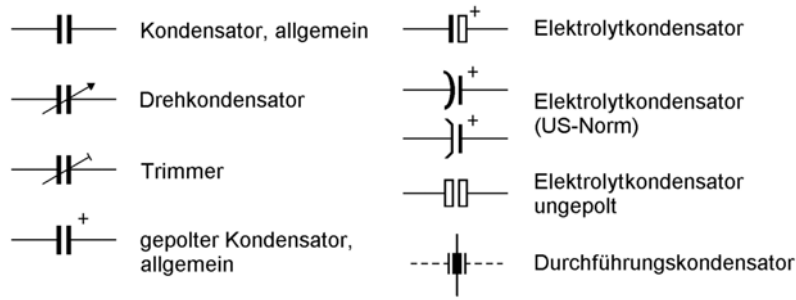 Kondensator, allgemein
Drehkondensator
Trimmer
+
gepolter Kondensator,
allgemein
+
Elektrolytkondensator
+
+
Elektrolytkondensator
(US-Norm)
Elektrolytkondensator
ungepolt
Durchführungskondensator